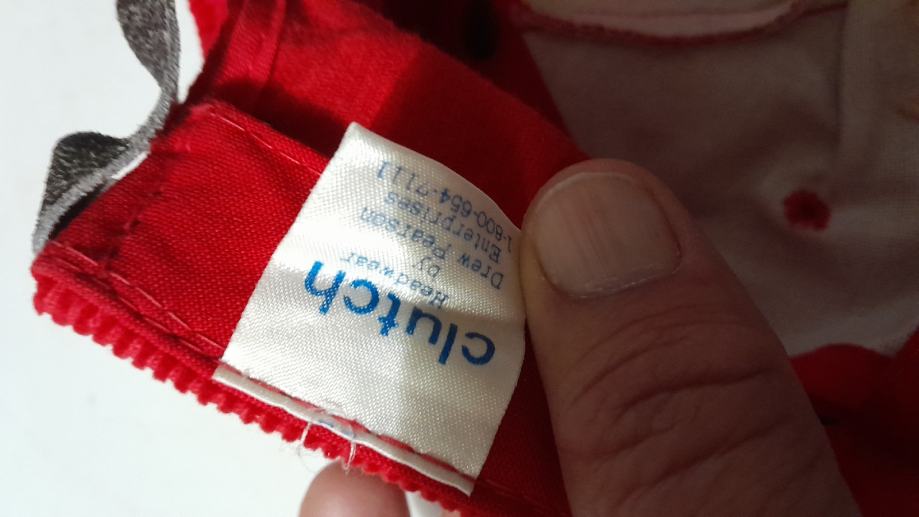 clutch
Headwear
by
Drew Pearson
Enterprises
1-800-654-7111